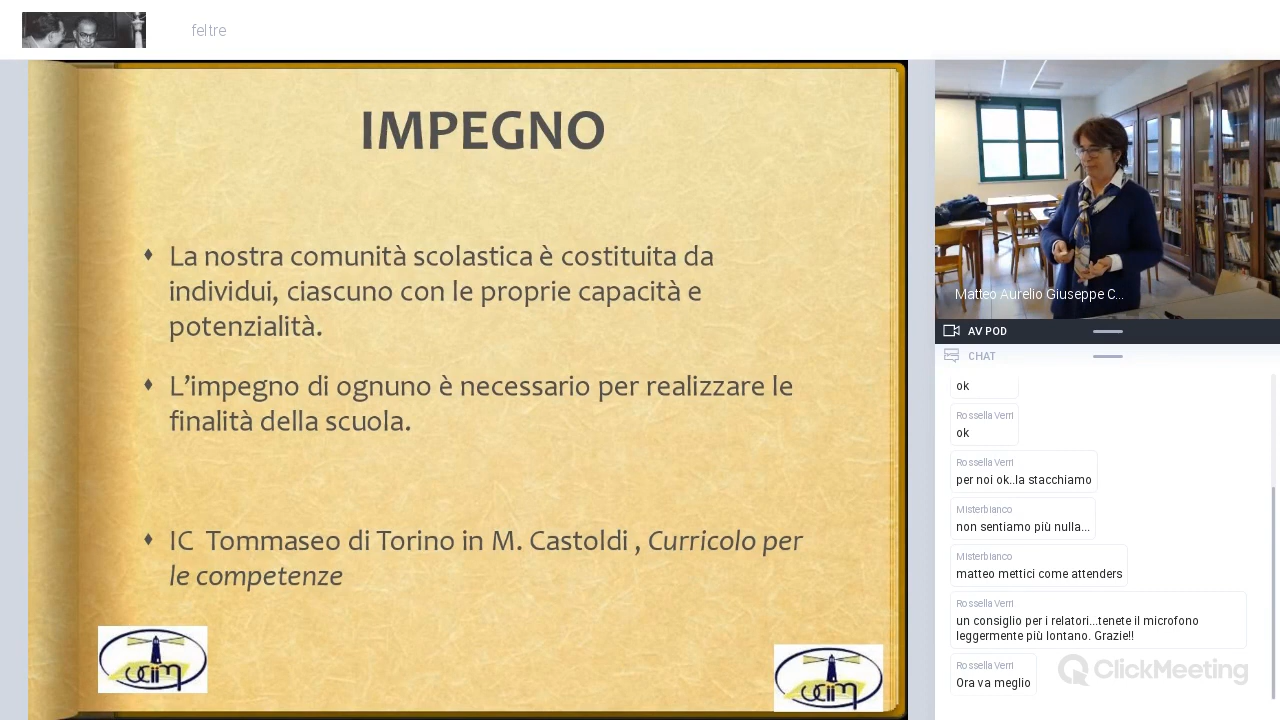 feltre
IMPEGNO
♦ La nostra comunità scolastica è costituita da
individui, ciascuno con le proprie capacità e
potenzialità.
♦ L’impegno di ognuno è necessario per realizzare le
finalità della scuola.
♦ IC Tommaseo di Torino in M. Castoldi , Curricolo per
le competenze
uciim
uciim
Matteo Aurelio Giuseppe C...
AV POD
CHAT
ok
Rossella Verri
ok
Rossella Verri
per noi ok..la stacchiamo
Misterbianco
non sentiamo più nulla...
Misterbianco
matteo mettici come attenders
Rossella Verri
un consiglio per i relatori...tenete il microfono
leggermente più lontano. Grazie!!
Rossella Verri
Ora va meglio
ClickMeeting